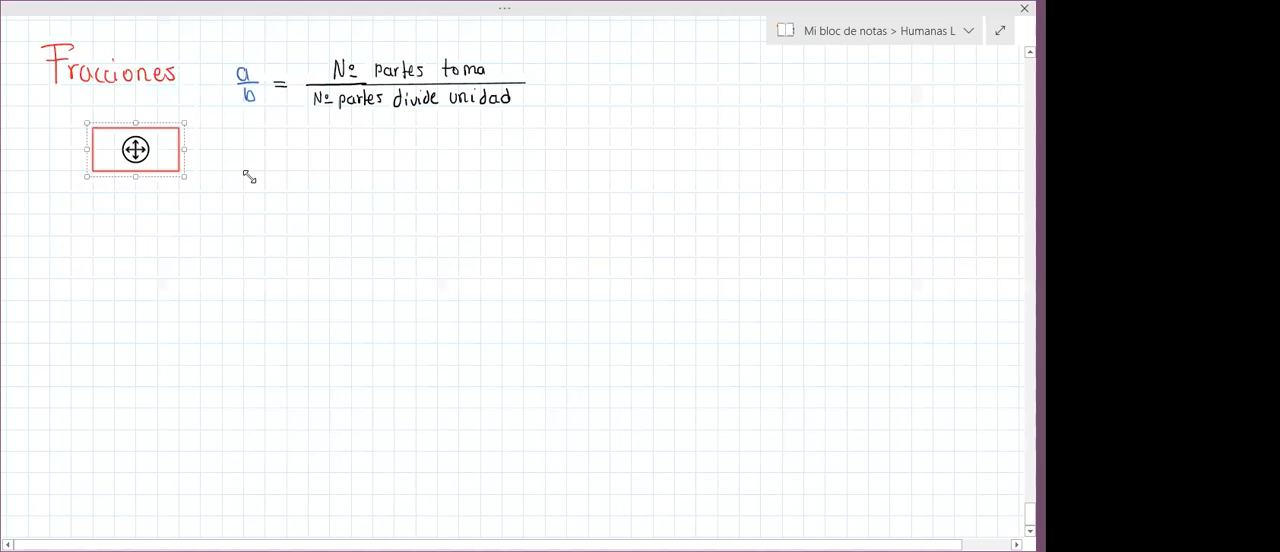 Mi bloc de notas > Humanas L
Fracciones
a/b = Nº partes toma
Nº partes divide unidad